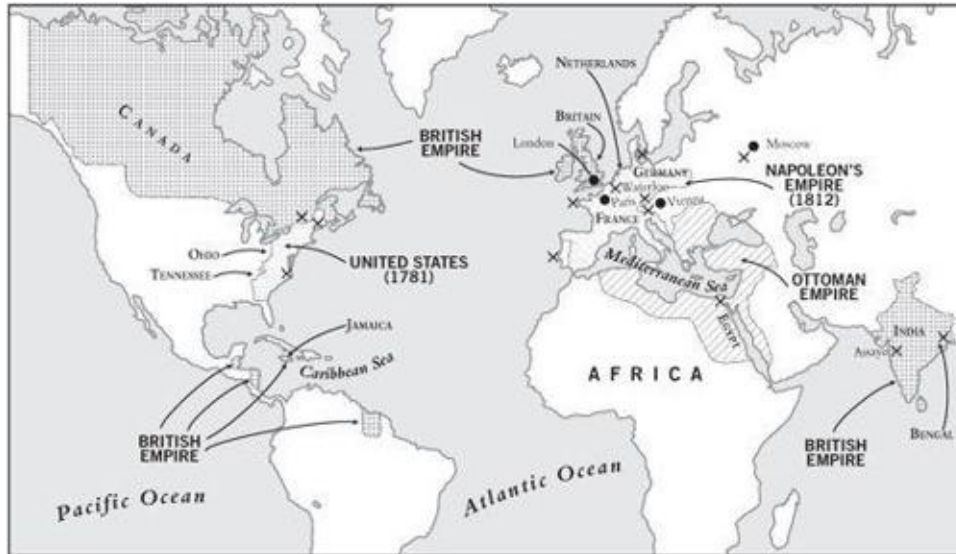 CANADA
BRITISH
EMPIRE
NETHERLANDS
BRITAIN
London
Moscow
GERMANY
Waterloo
Paris
Vienna
FRANCE
NAPOLEON'S
EMPIRE
(1812)
OHIO
TENNESSEE
UNITED STATES
(1781)
Mediterranean Sea
OTTOMAN
EMPIRE
EGYPT
JAMAICA
Caribbean Sea
AFRICA
INDIA
Assaye
BENGAL
BRITISH
EMPIRE
BRITISH
EMPIRE
Pacific Ocean
Atlantic Ocean